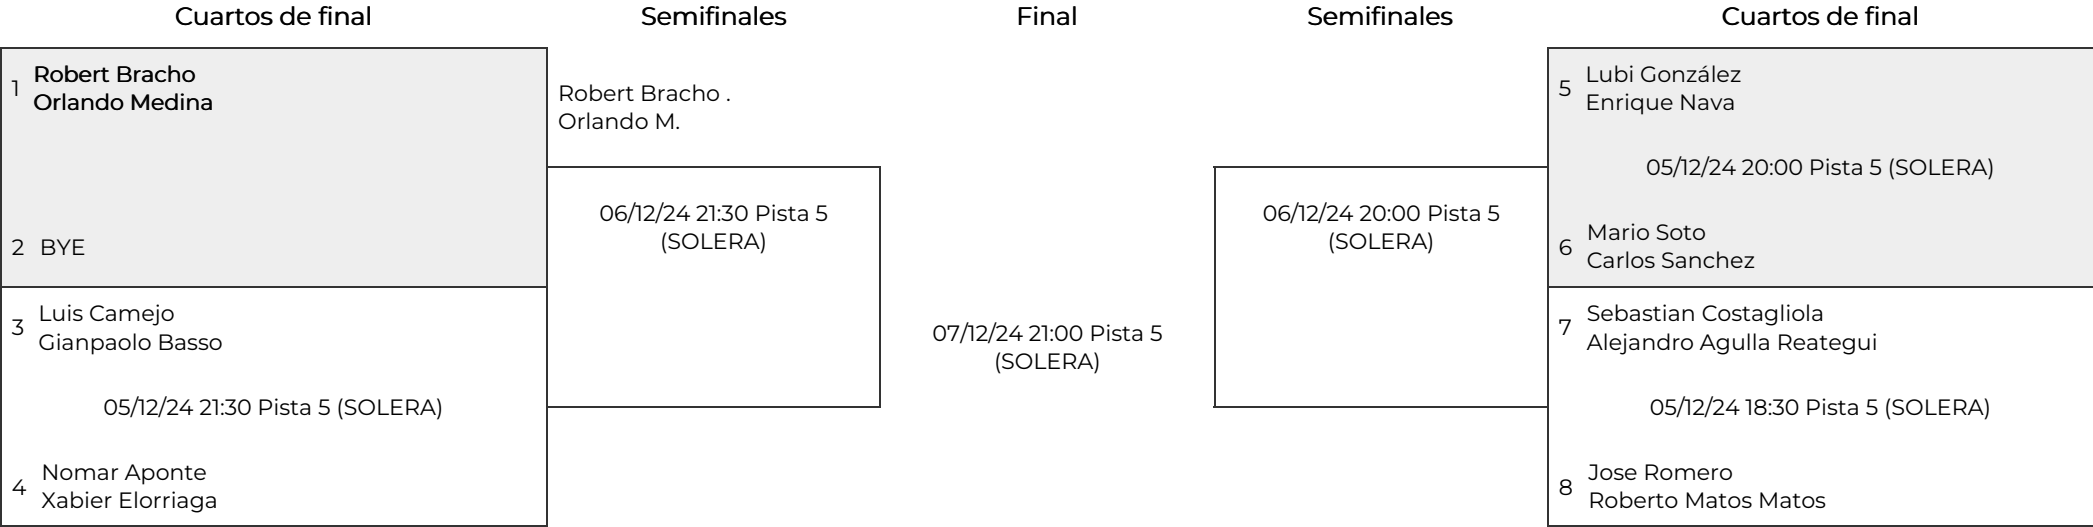 Cuartos de final
Semifinales
Final
Semifinales
Cuartos de final
1
Robert Bracho
Orlando Medina
2 BYE
3
Luis Camejo
Gianpaolo Basso
05/12/24 21:30 Pista 5 (SOLERA)
4
Nomar Aponte
Xabier Elorriaga
Robert Bracho .
Orlando M.
06/12/24 21:30 Pista 5
(SOLERA)
07/12/24 21:00 Pista 5
(SOLERA)
06/12/24 20:00 Pista 5
(SOLERA)
5
Lubi González
Enrique Nava
05/12/24 20:00 Pista 5 (SOLERA)
6
Mario Soto
Carlos Sanchez
7
Sebastian Costagliola
Alejandro Agulla Reategui
05/12/24 18:30 Pista 5 (SOLERA)
8
Jose Romero
Roberto Matos Matos